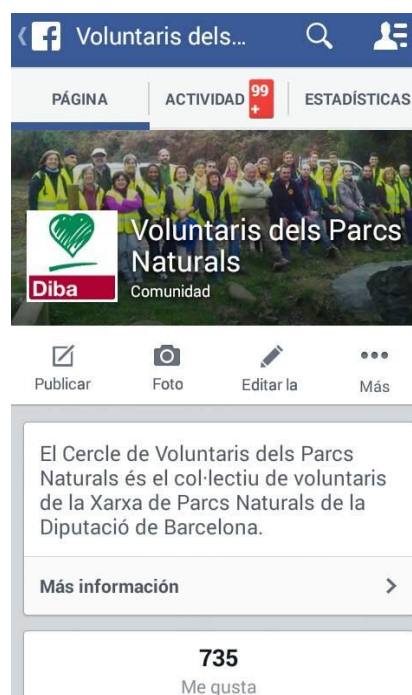 Voluntaris dels...
PÁGINA ACTIVIDAD 99+ ESTADÍSTICAS
Voluntaris dels Parcs
Naturals
Comunidad
Diba
Publicar Foto Editar la Más
El Cercle de Voluntaris dels Parcs
Naturals és el col·lectiu de voluntaris
de la Xarxa de Parcs Naturals de la
Diputació de Barcelona.
Más información
735
Me gusta